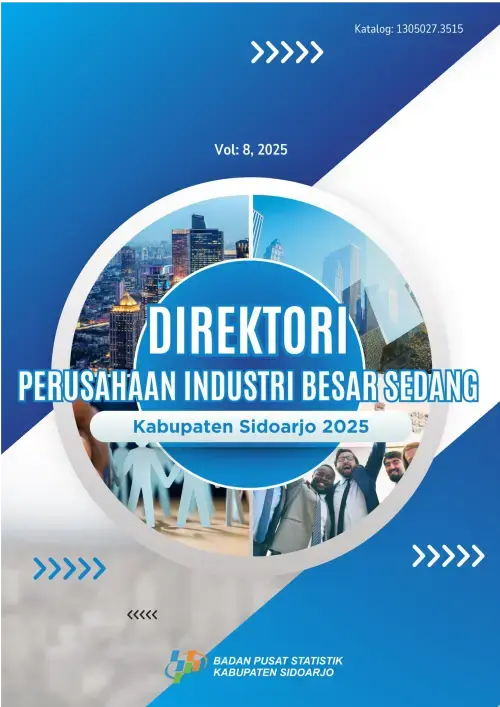 Katalog: 1305027.3515
Vol: 8, 2025
DIREKTORI
PERUSAHAAN INDUSTRI BESAR SEDANG
Kabupaten Sidoarjo 2025
BADAN PUSAT STATISTIK
KABUPATEN SIDOARJO